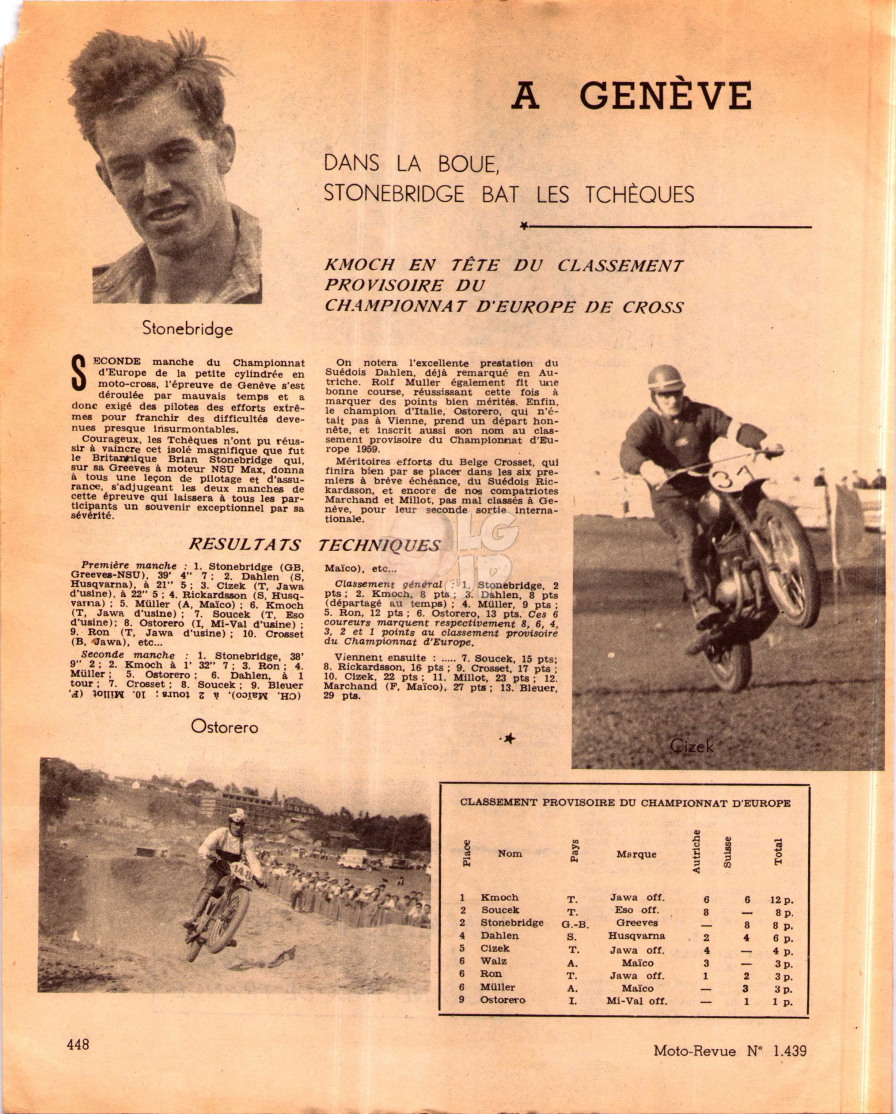 A GENÈVE
DANS LA BOUE,
STONEBRIDGE BAT LES TCHÈQUES
KMOCH EN TÊTE DU CLASSEMENT
PROVISOIRE DU
CHAMPIONNAT D'EUROPE DE CROSS
Stonebridge
SECONDE manche du Championnat
d'Europe de la petite cylindrée en
moto-cross, l'épreuve de Genève s'est
déroulée par mauvais temps et a
donc exigé des pilotes des efforts extrê-
mes pour franchir des difficultés deve-
nues presque insurmontables.
Courageux, les Tchèques n'ont pu réus-
sir à vaincre cet isolé magnifique que fut
le Britannique Brian Stonebridge qui,
sur sa Greeves à moteur NSU Max, donna
à tous une leçon de pilotage et d'assu-
rance, s'adjugeant les deux manches de
cette épreuve qui laissera à tous les par-
ticipants un souvenir exceptionnel par sa
sévérité.
On notera l'excellente prestation du
Suédois Dahlen, déjà remarqué en Au-
triche. Rolf Muller également fit une
bonne course, réussissant cette fois à
marquer des points bien mérités. Enfin,
le champion d'Italie, Ostorero, qui n'é-
tait pas à Vienne, prend un départ hon-
nête, et inscrit aussi son nom au clas-
sement provisoire du Championnat d'Eu-
rope 1959.
Méritoires efforts du Belge Crosset, qui
finira bien par se placer dans les six pre-
miers à brève échéance, du Suédois Ric-
kardsson, et encore de nos compatriotes
Marchand et Millot, pas mal classés à Ge-
nève, pour leur seconde sortie interna-
tionale.
RESULTATS TECHNIQUES
Première manche : 1. Stonebridge (GB,
Greeves-NSU), 39' 4" 7 ; 2. Dahlen (S,
Husqvarna), à 21" 5 ; 3. Cizek (T, Jawa
d'usine), à 22" 5 ; 4. Rickardsson (S, Husq-
varna) ; 5. Müller (A, Maïco) ; 6. Kmoch
(T, Jawa d'usine) ; 7. Soucek (T, Eso
d'usine); 8. Ostorero (I, Mi-Val d'usine) ;
9. Ron (T, Jawa d'usine) ; 10. Crosset
(B, Jawa), etc...
Seconde manche : 1. Stonebridge, 38'
9" 2 ; 2. Kmoch à 1' 32" 7 ; 3. Ron ; 4.
Müller ; 5. Ostorero ; 6. Dahlen, à 1
tour ; 7. Crosset ; 8. Soucek ; 9. Bleuer
(CH, Maïco), à 2 tours ; 10. Millot (F,
Maïco), etc...
Classement général : 1. Stonebridge, 2
pts ; 2. Kmoch, 8 pts ; 3. Dahlen, 8 pts
(départagé au temps) ; 4. Müller, 9 pts ;
5. Ron, 12 pts ; 6. Ostorero, 13 pts. Ces 6
coureurs marquent respectivement 8, 6, 4,
3, 2 et 1 points au classement provisoire
du Championnat d'Europe.
Viennent ensuite : ..... 7. Soucek, 15 pts;
8. Rickardsson, 16 pts ; 9. Crosset, 17 pts ;
10. Cizek, 22 pts ; 11. Millot, 23 pts ; 12.
Marchand (F, Maïco), 27 pts ; 13. Bleuer,
29 pts.
LG
Cizek
Ostorero
CLASSEMENT PROVISOIRE DU CHAMPIONNAT D'EUROPE
Place Nom Pays Marque Autriche Suisse Total
1 Kmoch T. Jawa off. 6 6 12 p.
2 Soucek T. Eso off. 8 — 8 p.
2 Stonebridge G.-B. Greeves — 8 8 p.
4 Dahlen S. Husqvarna 2 4 6 p.
5 Cizek T. Jawa off. 4 — 4 p.
6 Walz A. Maïco 3 — 3 p.
6 Ron T. Jawa off. 1 2 3 p.
6 Müller A. Maïco — 3 3 p.
9 Ostorero I. Mi-Val off. — 1 1 p.
448
Moto-Revue N° 1.439